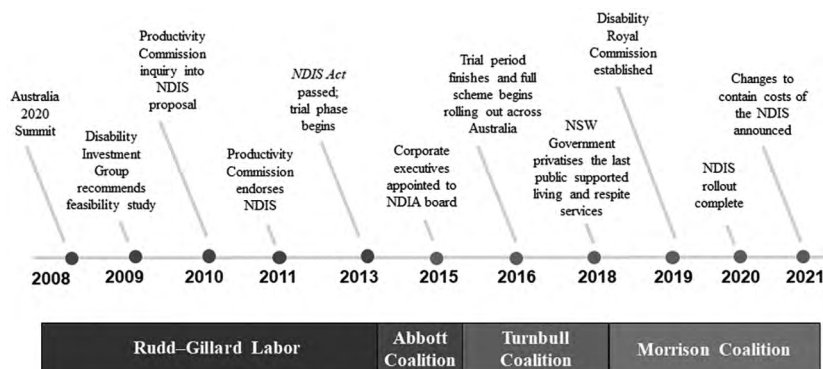 Australia
2020
Summit
Disability
Investment
Group
recommends
feasibility study
Productivity
Commission
inquiry into
NDIS
proposal
Productivity
Commission
endorses
NDIS
NDIS Act
passed;
trial phase
begins
Corporate
executives
appointed to
NDIA board
Trial period
finishes and full
scheme begins
rolling out across
Australia
NSW
Government
privatises the last
public supported
living and respite
services
Disability
Royal
Commission
established
NDIS
rollout
complete
Changes to
contain costs of
the NDIS
announced
2008 2009 2010 2011 2013 2015 2016 2018 2019 2020 2021
Rudd–Gillard Labor
Abbott
Coalition
Turnbull
Coalition
Morrison Coalition